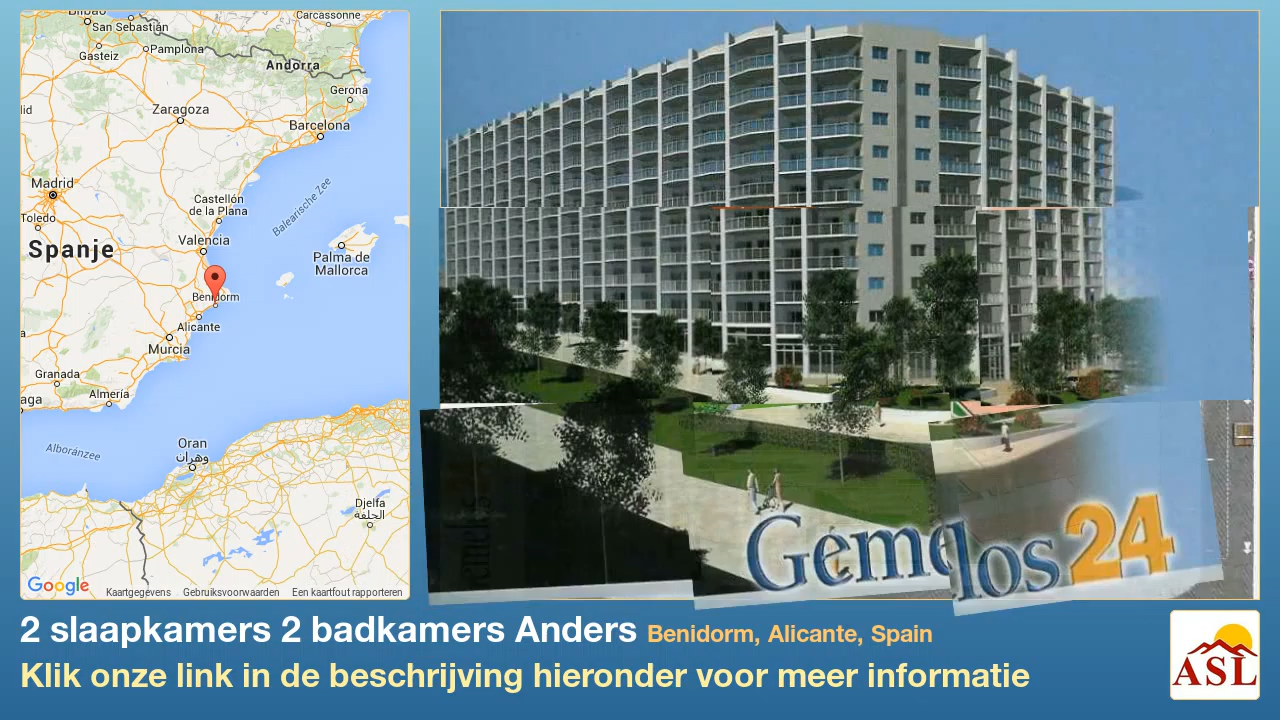 Bilbao
San Sebastián
Carcassonne
Gasteiz
Pamplona
Andorra
Gerona
Zaragoza
Barcelona
Madrid
Toledo
Castellón
de la Plana
Balearische Zee
Spanje
Valencia
Palma de
Mallorca
Benidorm
Alicante
Murcia
Granada
Almería
Alboránzee
Oran
وهران
Djelfa
الجلفة
Google
Kaartgegevens Gebruiksvoorwaarden Een kaartfout rapporteren
Gemelos 24
2 slaapkamers 2 badkamers Anders Benidorm, Alicante, Spain
Klik onze link in de beschrijving hieronder voor meer informatie
ASL